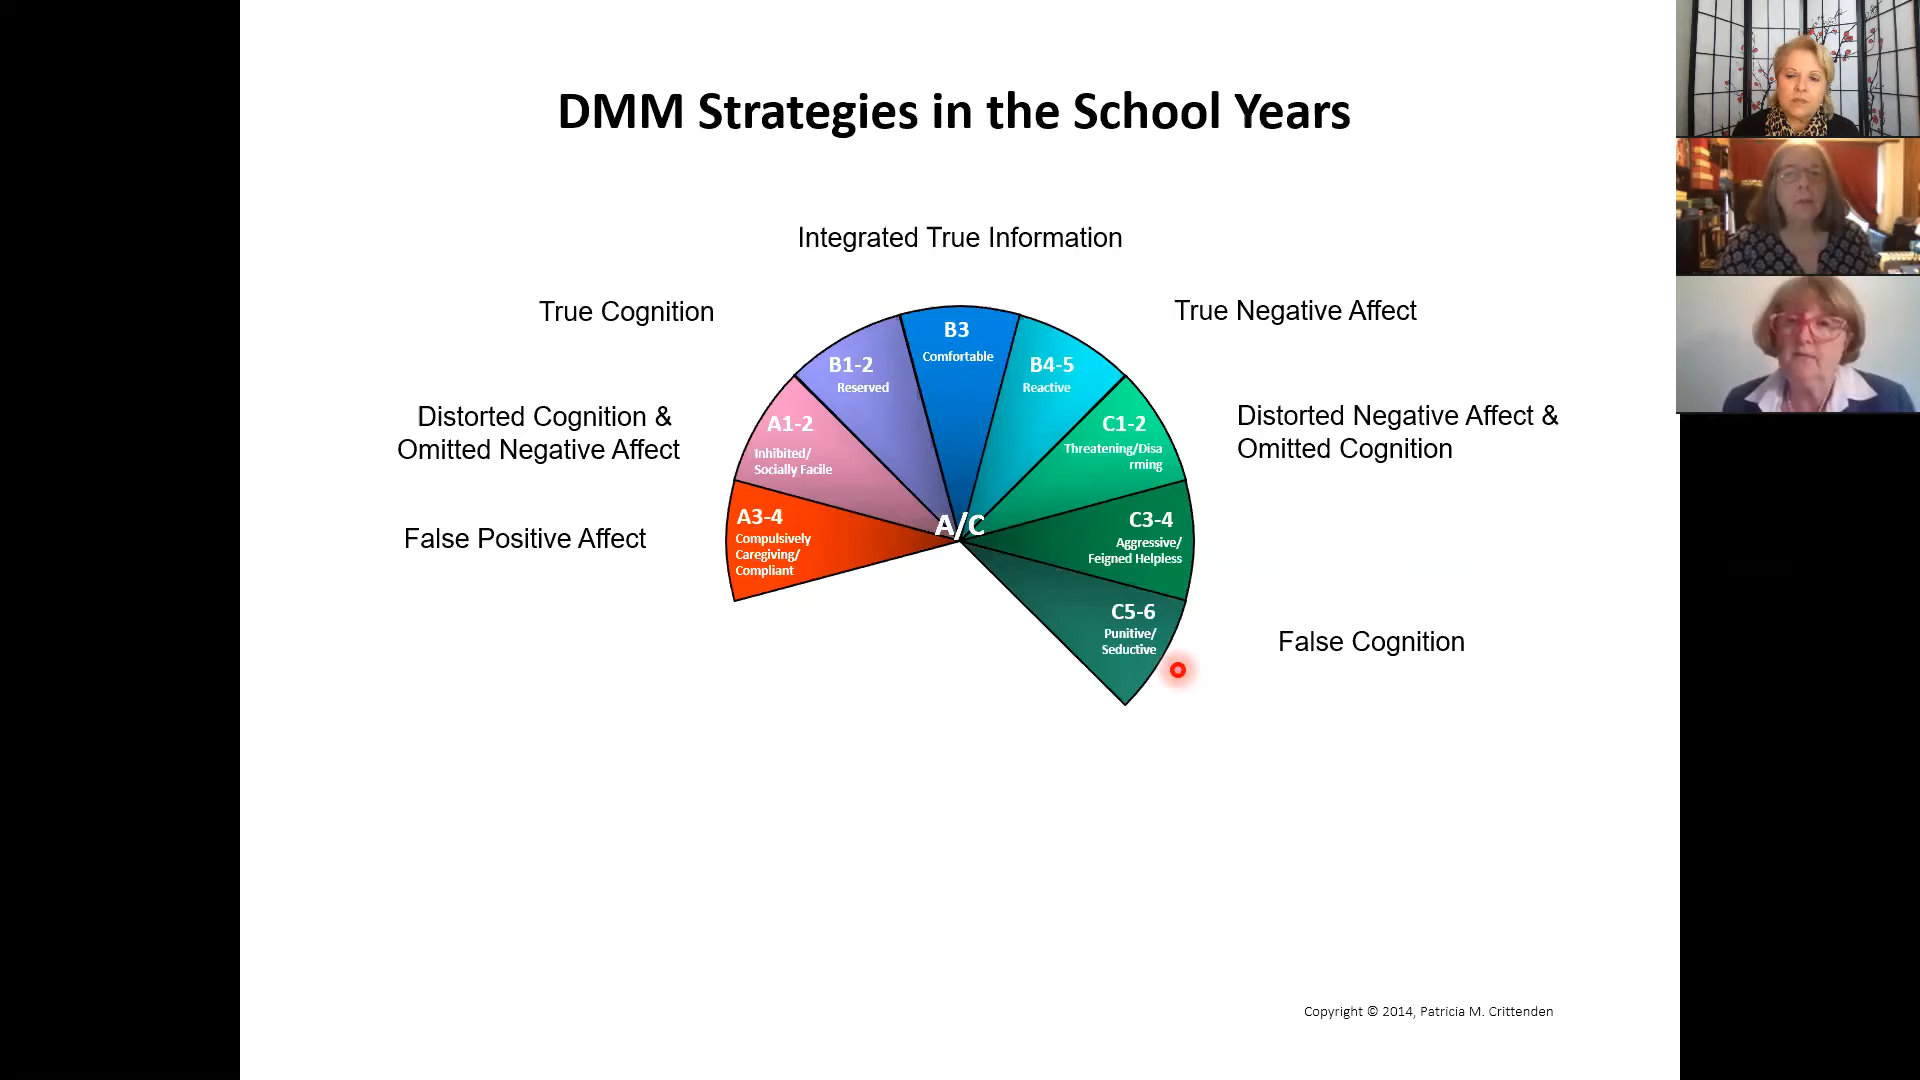 DMM Strategies in the School Years
Integrated True Information
True Cognition
True Negative Affect
B3
Comfortable
B1-2
Reserved
B4-5
Reactive
Distorted Cognition &
Omitted Negative Affect
A1-2
Inhibited/
Socially Facile
C1-2
Threatening/Disa
rming
Distorted Negative Affect &
Omitted Cognition
False Positive Affect
A3-4
Compulsively
Caregiving/
Compliant
A/C
C3-4
Aggressive/
Feigned Helpless
C5-6
Punitive/
Seductive
False Cognition
Copyright © 2014, Patricia M. Crittenden